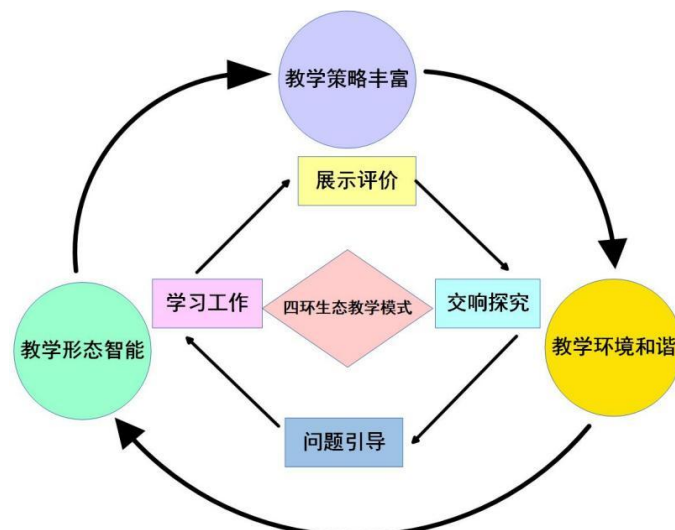 教学策略丰富
展示评价
学习工作
四环生态教学模式
交响探究
教学形态智能
教学环境和谐
问题引导